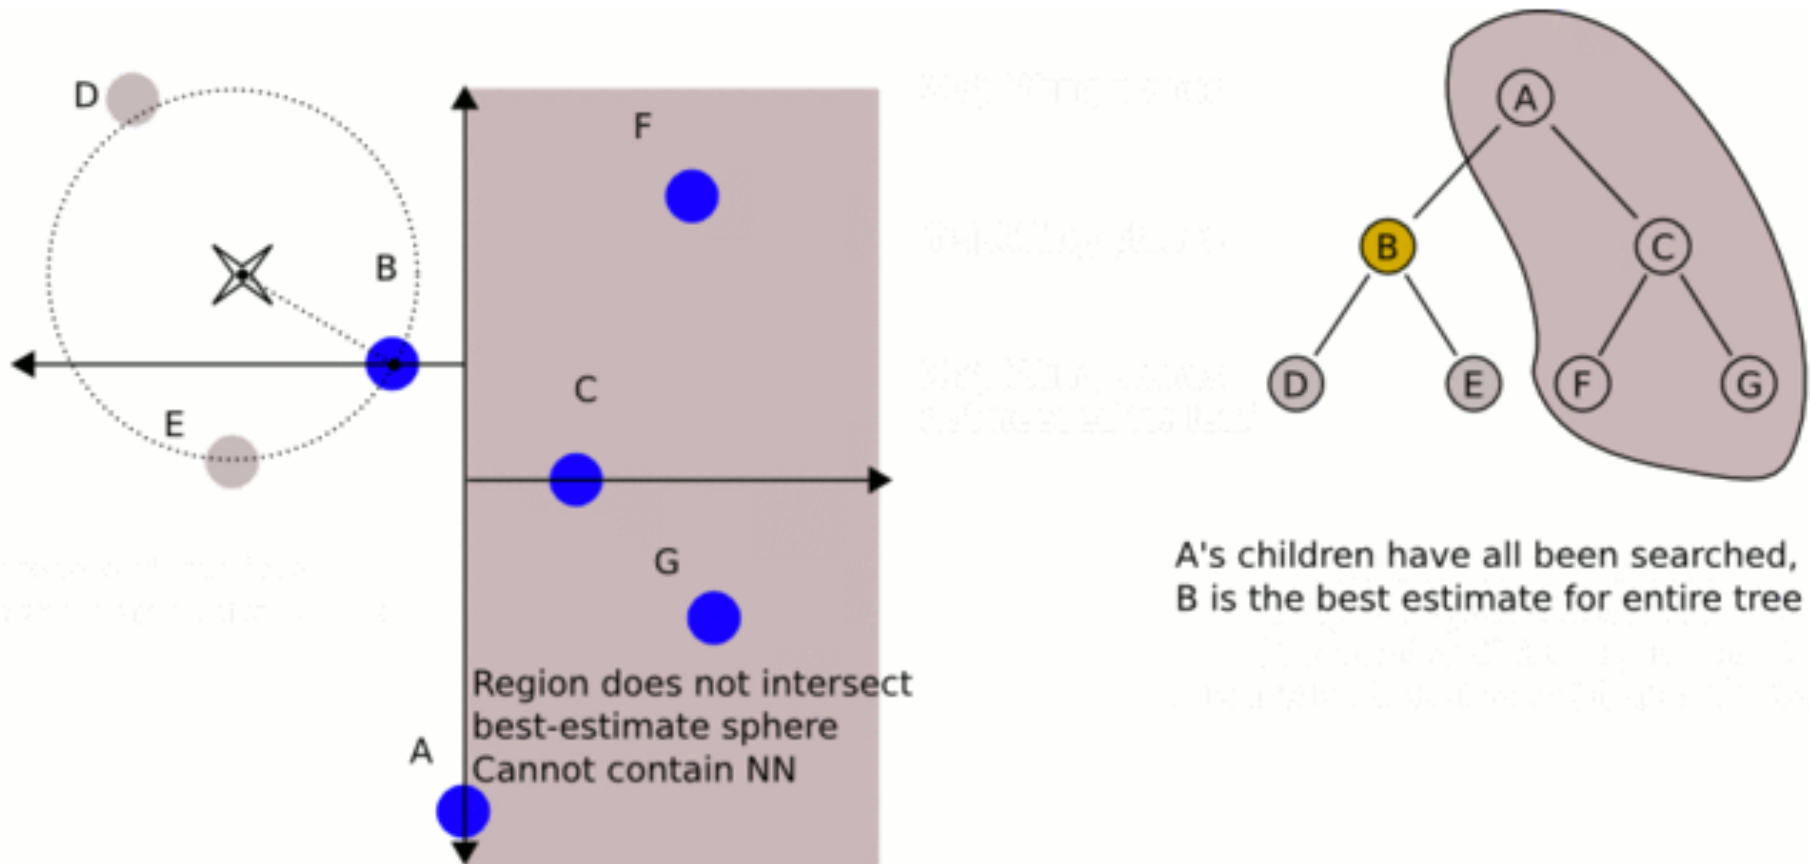 D
F
B
C
E
G
Region does not intersect
best-estimate sphere
Cannot contain NN
A
A
B
C
D
E
F
G
A's children have all been searched,
B is the best estimate for entire tree